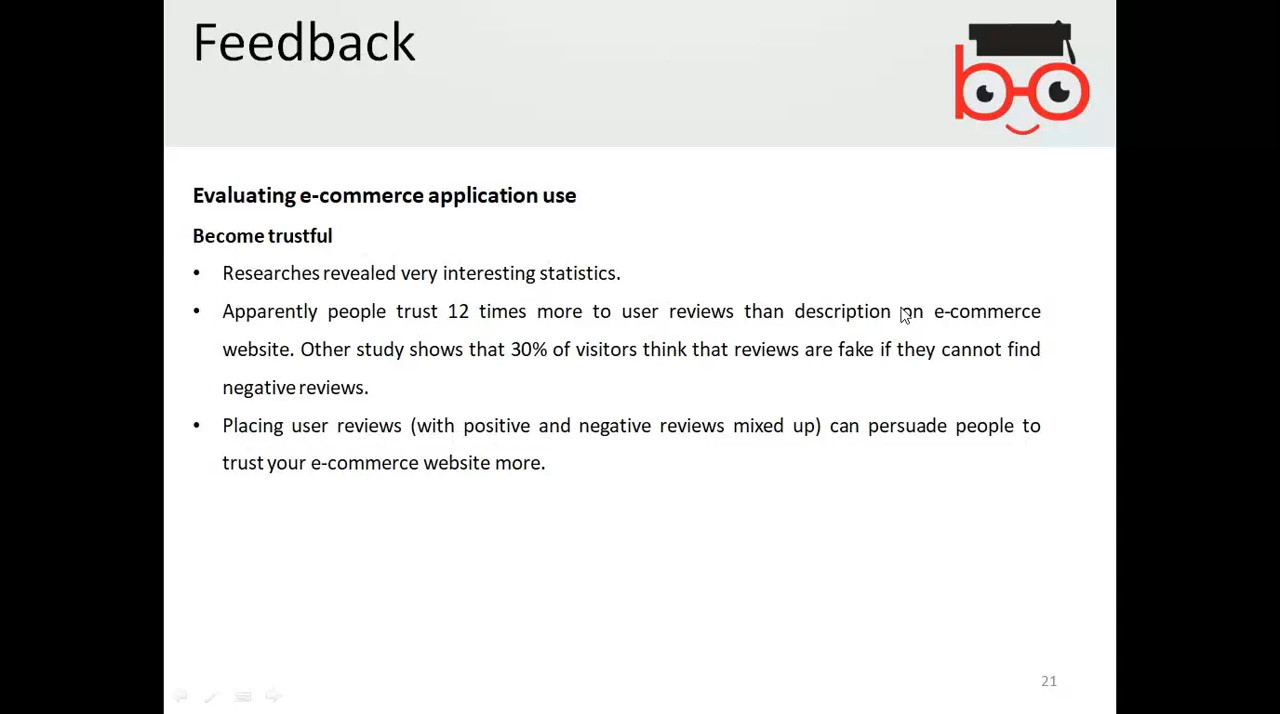 Feedback
Evaluating e-commerce application use
Become trustful
• Researches revealed very interesting statistics.
• Apparently people trust 12 times more to user reviews than description on e-commerce
website. Other study shows that 30% of visitors think that reviews are fake if they cannot find
negative reviews.
• Placing user reviews (with positive and negative reviews mixed up) can persuade people to
trust your e-commerce website more.
21